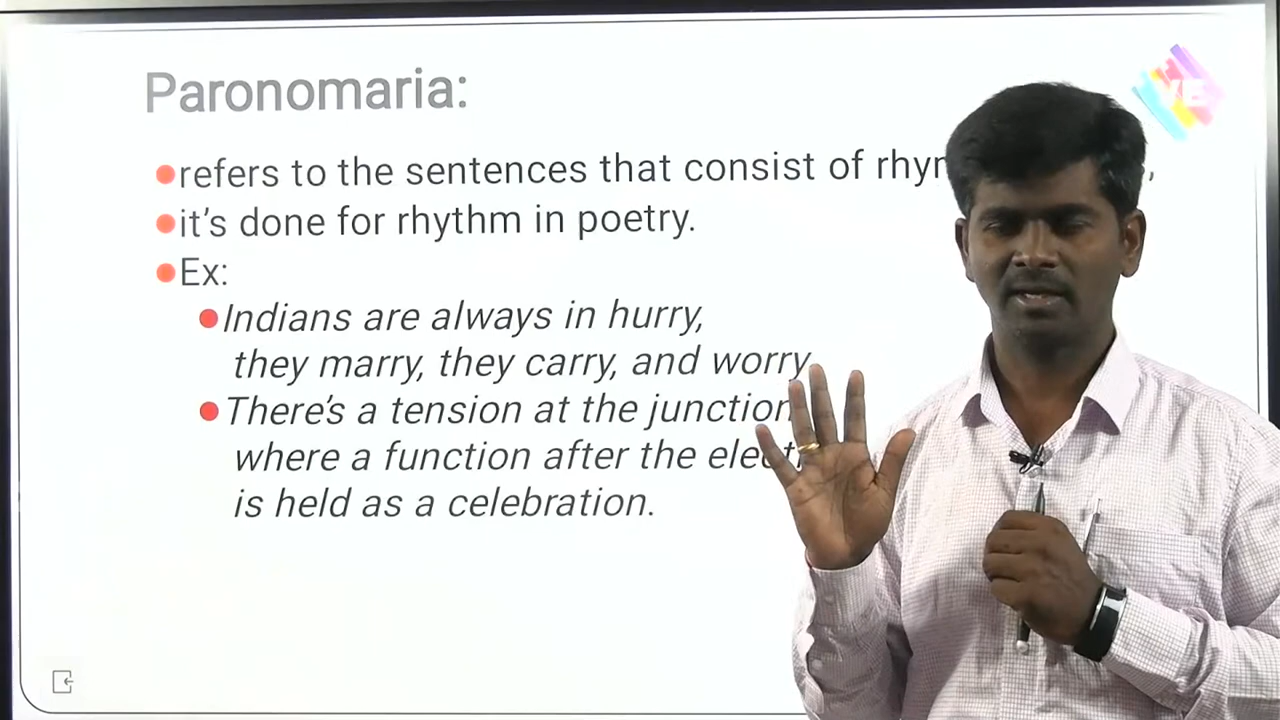 Paronomaria:
refers to the sentences that consist of
it's done for rhythm in poetry.
Ex:
Indians are always in hurry,
they marry, they carry, and worry
There's a tension at the junction
where a function after the
is held as a celebration.
YE